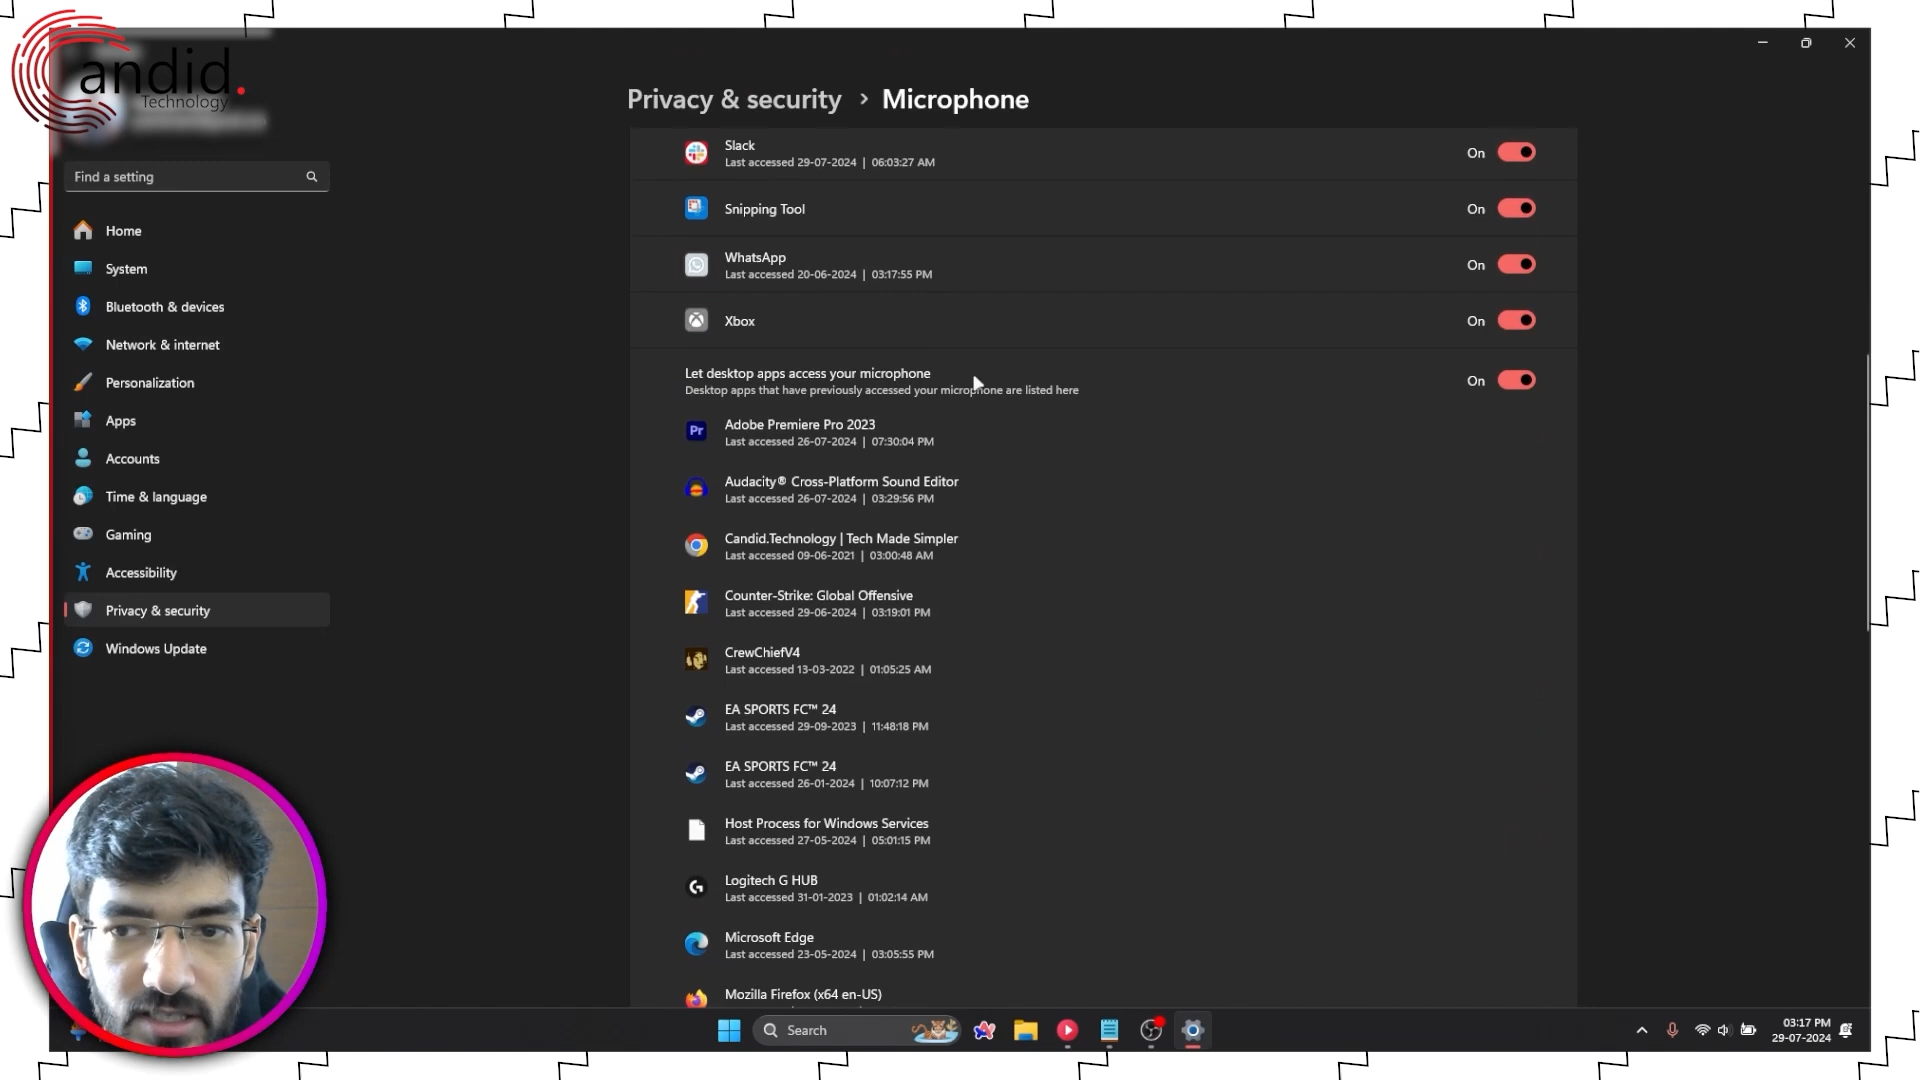 Candid.
Technology
Privacy & security > Microphone
Find a setting
Home
System
Bluetooth & devices
Network & internet
Personalization
Apps
Accounts
Time & language
Gaming
Accessibility
Privacy & security
Windows Update
Slack
Last accessed 29-07-2024 | 06:03:27 AM
On
Snipping Tool
On
WhatsApp
Last accessed 20-06-2024 | 03:17:55 PM
On
Xbox
On
Let desktop apps access your microphone
Desktop apps that have previously accessed your microphone are listed here
On
Pr
Adobe Premiere Pro 2023
Last accessed 26-07-2024 | 07:30:04 PM
Audacity® Cross-Platform Sound Editor
Last accessed 26-07-2024 | 03:29:56 PM
Candid.Technology | Tech Made Simpler
Last accessed 09-06-2021 | 03:00:48 AM
Counter-Strike: Global Offensive
Last accessed 29-06-2024 | 03:19:01 PM
CrewChiefV4
Last accessed 13-03-2022 | 01:05:25 AM
EA SPORTS FC™ 24
Last accessed 29-09-2023 | 11:48:18 PM
EA SPORTS FC™ 24
Last accessed 26-01-2024 | 10:07:12 PM
Host Process for Windows Services
Last accessed 27-05-2024 | 05:01:15 PM
Logitech G HUB
Last accessed 31-01-2023 | 01:02:14 AM
Microsoft Edge
Last accessed 23-05-2024 | 03:05:55 PM
Mozilla Firefox (x64 en-US)
Search
03:17 PM
29-07-2024